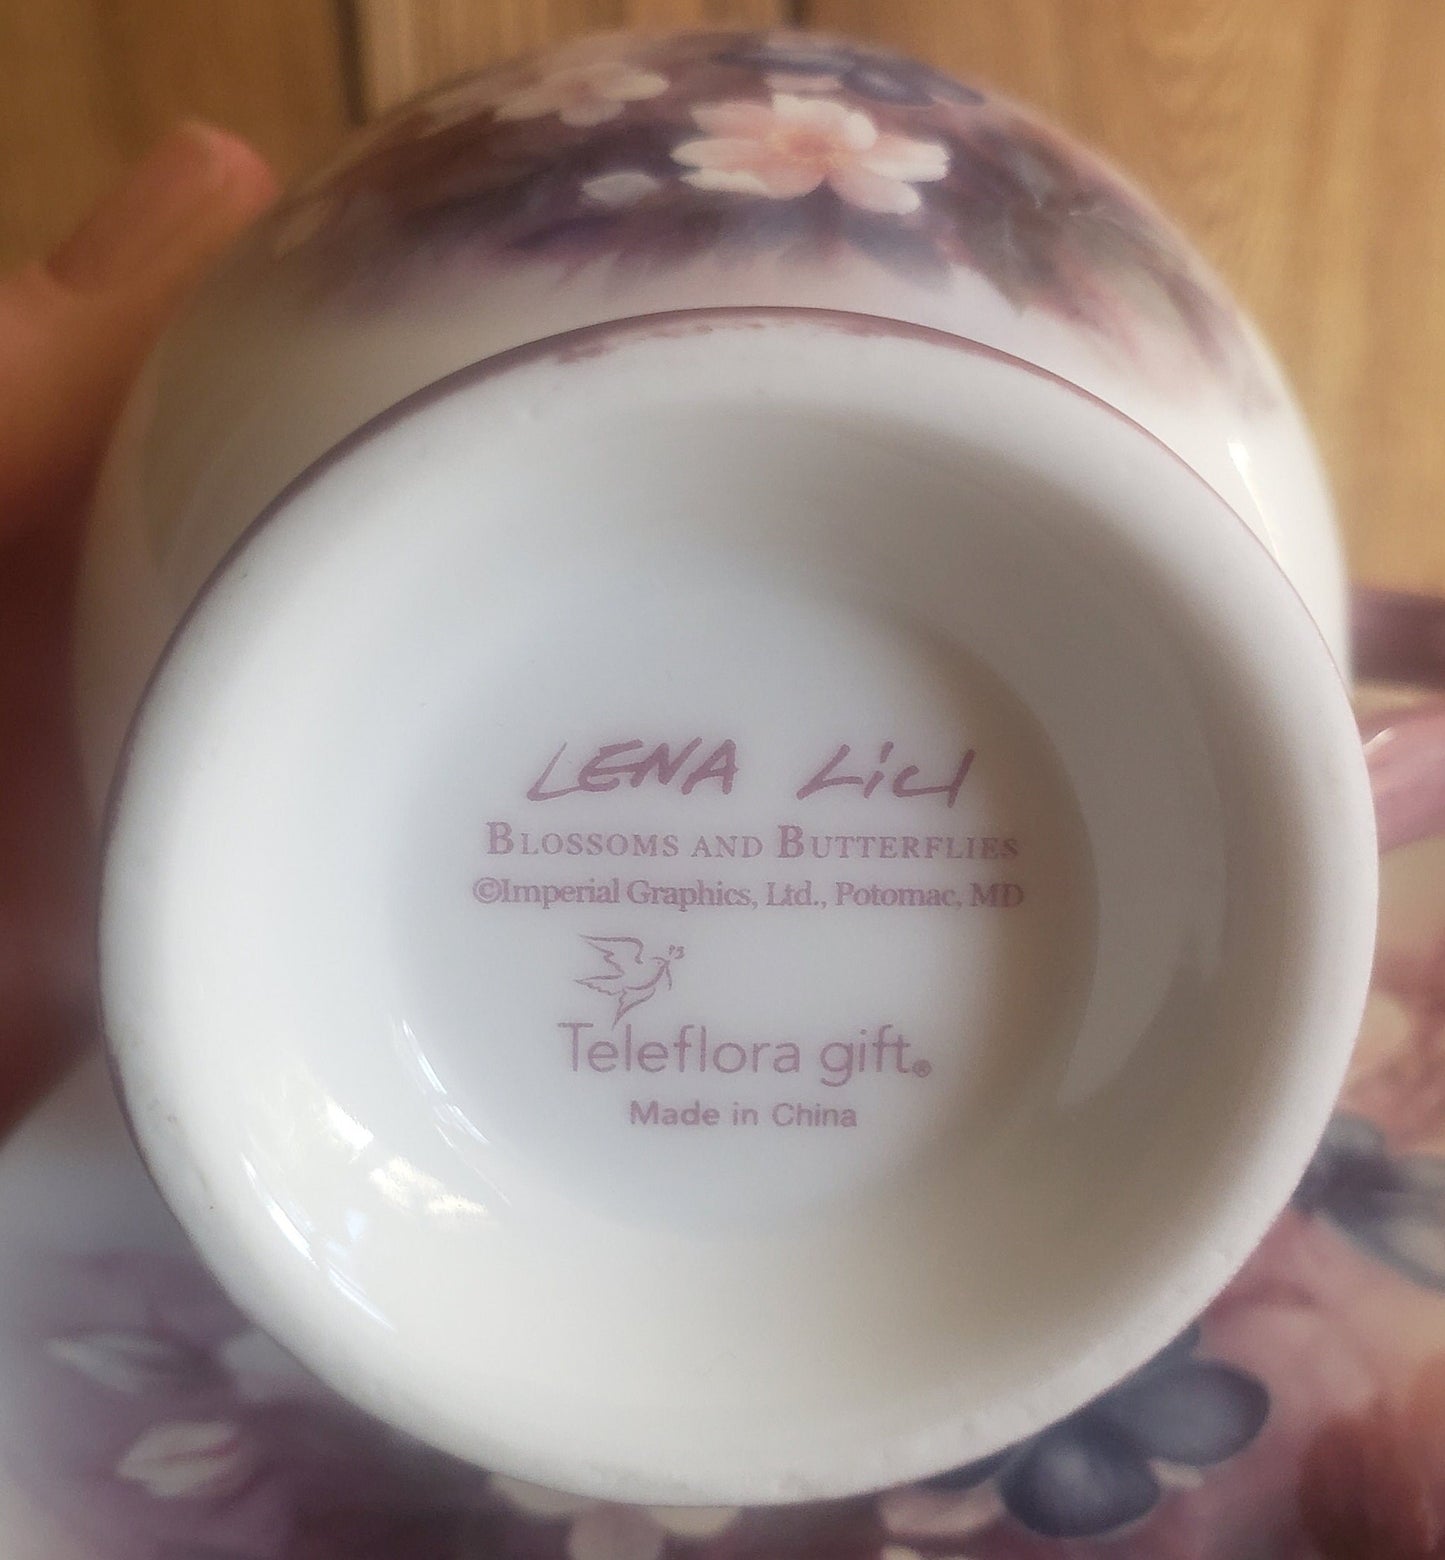 LENA LiU
BLOSSOMS AND BUTTERFLIES
©Imperial Graphics, Ltd., Potomac, MD
Teleflora gift®
Made in China